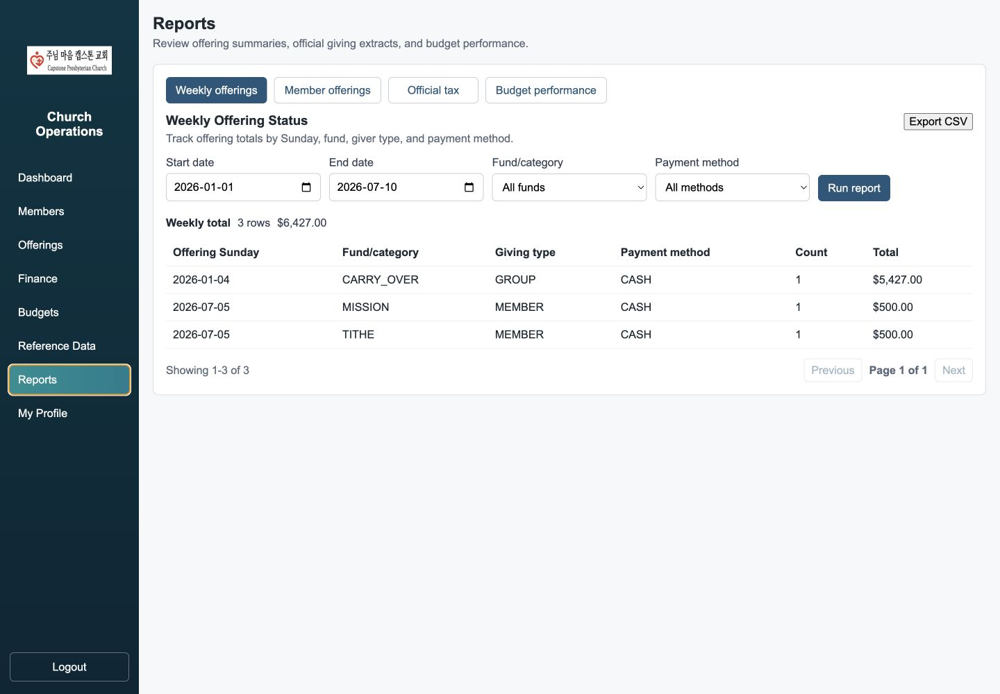 주님 마음 캡스톤 교회
Capstone Presbyterian Church
Church
Operations
Dashboard
Members
Offerings
Finance
Budgets
Reference Data
Reports
My Profile
Logout
Reports
Review offering summaries, official giving extracts, and budget performance.
Weekly offerings Member offerings Official tax Budget performance
Weekly Offering Status
Export CSV
Track offering totals by Sunday, fund, giver type, and payment method.
Start date End date Fund/category Payment method
2026-01-01 2026-07-10 All funds All methods Run report
Weekly total 3 rows $6,427.00
Offering Sunday Fund/category Giving type Payment method Count Total
2026-01-04 CARRY_OVER GROUP CASH 1 $5,427.00
2026-07-05 MISSION MEMBER CASH 1 $500.00
2026-07-05 TITHE MEMBER CASH 1 $500.00
Showing 1-3 of 3 Previous Page 1 of 1 Next